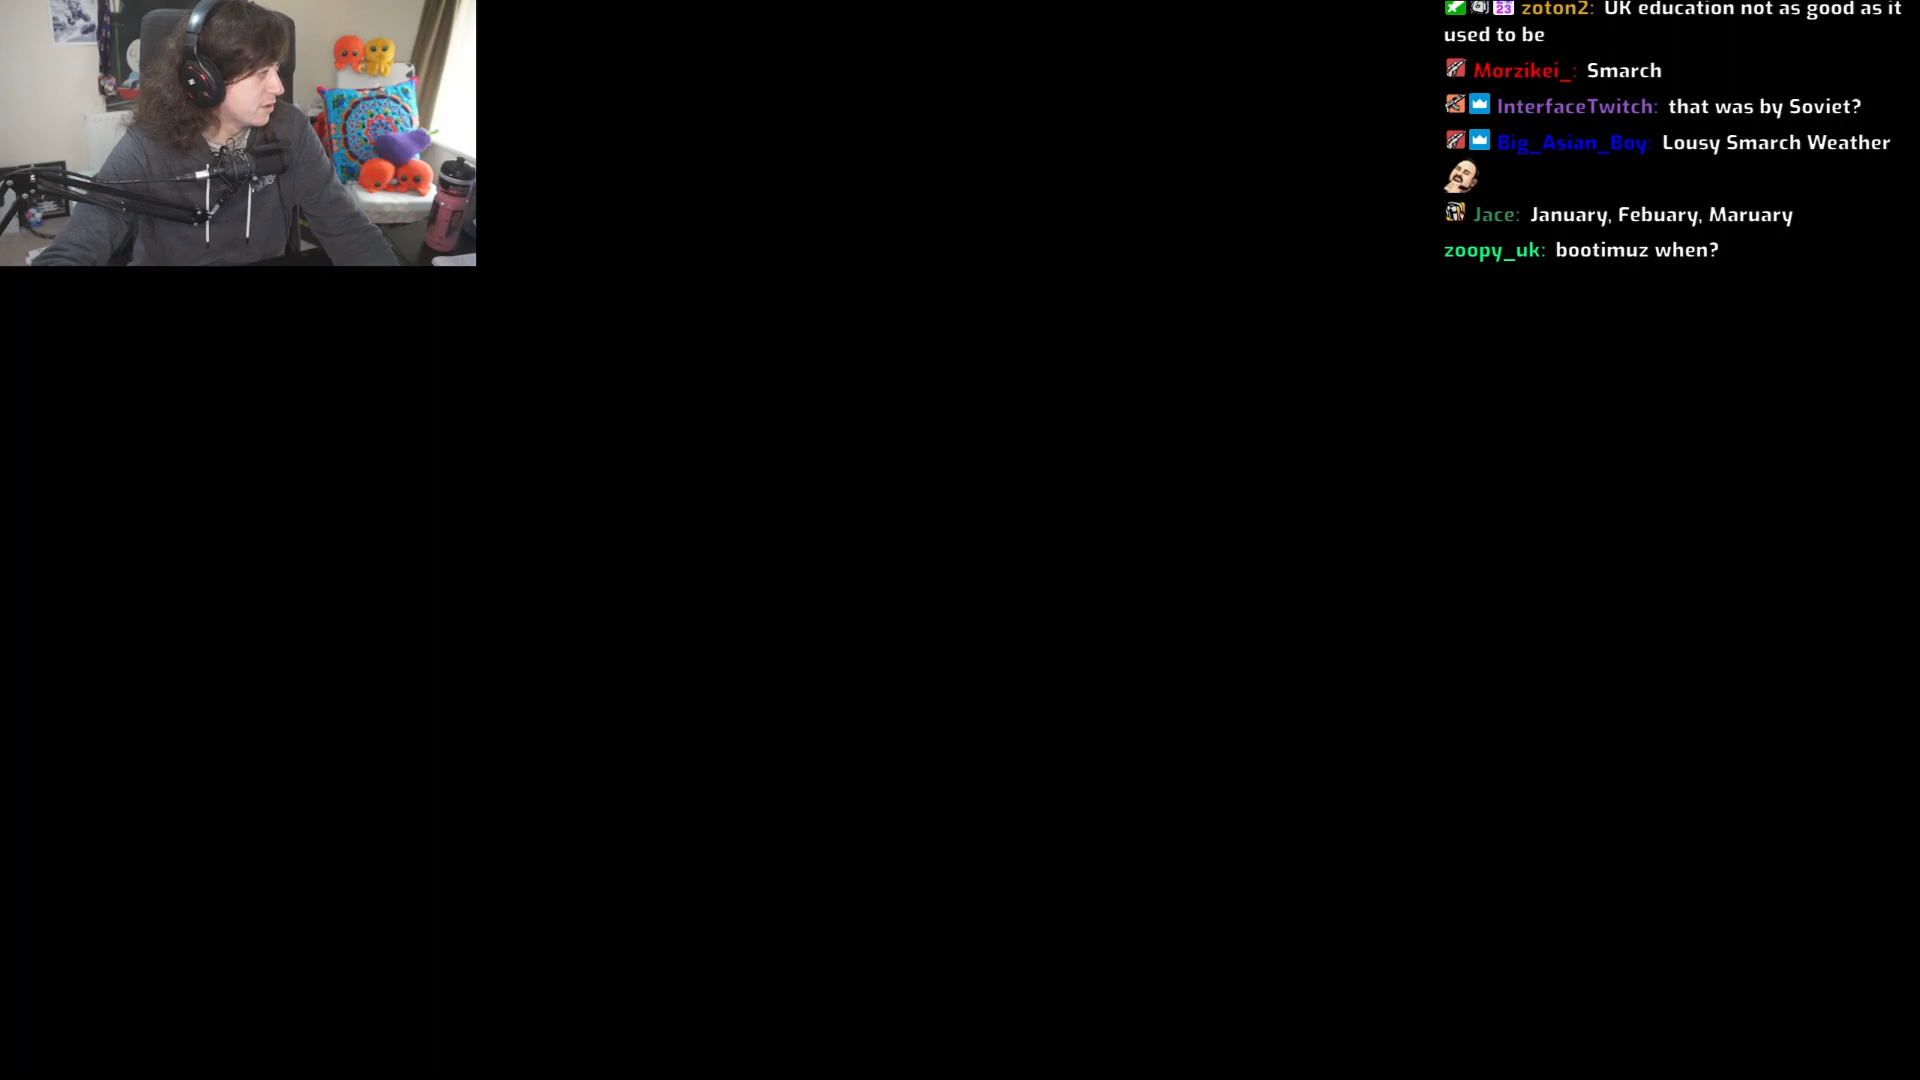 zoton2: UK education not as good as it
used to be
Morzikei_: Smarch
InterfaceTwitch: that was by Soviet?
Big_Asian_Boy: Lousy Smarch Weather
Jace: January, Febuary, Maruary
zoopy_uk: bootimuz when?